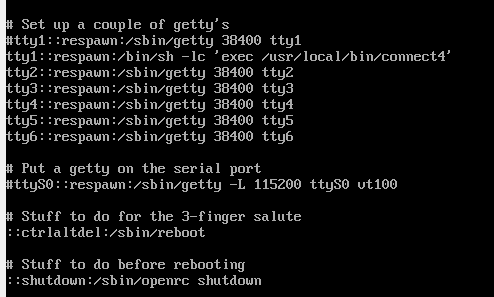 # Set up a couple of getty's
#tty1::respawn:/sbin/getty 38400 tty1
tty1::respawn:/bin/sh -lc 'exec /usr/local/bin/connect4'
tty2::respawn:/sbin/getty 38400 tty2
tty3::respawn:/sbin/getty 38400 tty3
tty4::respawn:/sbin/getty 38400 tty4
tty5::respawn:/sbin/getty 38400 tty5
tty6::respawn:/sbin/getty 38400 tty6
# Put a getty on the serial port
#ttyS0::respawn:/sbin/getty -L 115200 ttyS0 vt100
# Stuff to do for the 3-finger salute
::ctrlaltdel:/sbin/reboot
# Stuff to do before rebooting
::shutdown:/sbin/openrc shutdown